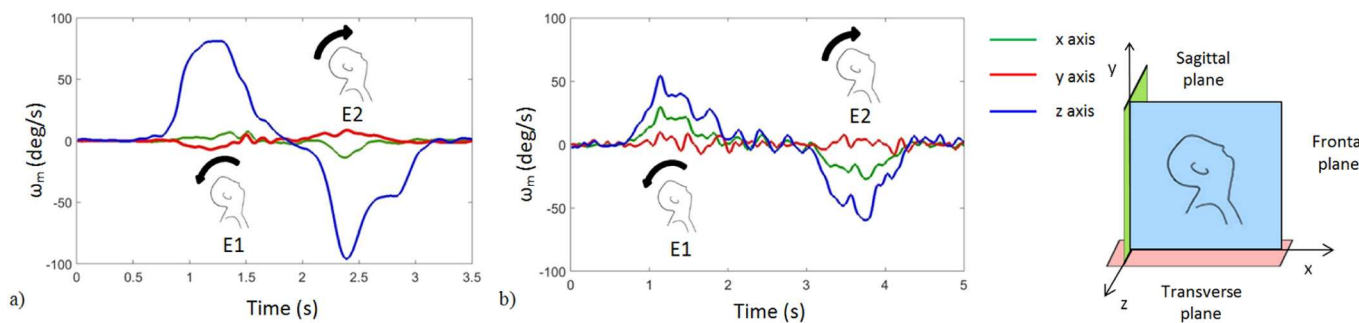 100
50
0
-50
-100
ω_m (deg/s)
E2
E1
0 0.5 1 1.5 2 2.5 3 3.5
Time (s)
a)
100
50
0
-50
-100
ω_m (deg/s)
E2
E1
0 1 2 3 4 5
Time (s)
b)
x axis
y axis
z axis
y
Sagittal
plane
Fronta
plane
x
z
Transverse
plane